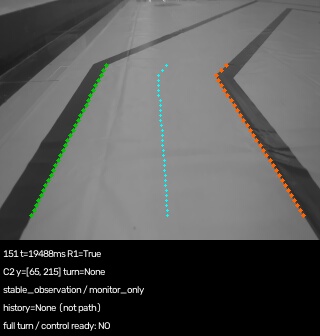 151 t=19488ms R1=True
C2 y=[65, 215] turn=None
stable_observation / monitor_only
history=None (not path)
full turn / control ready: NO